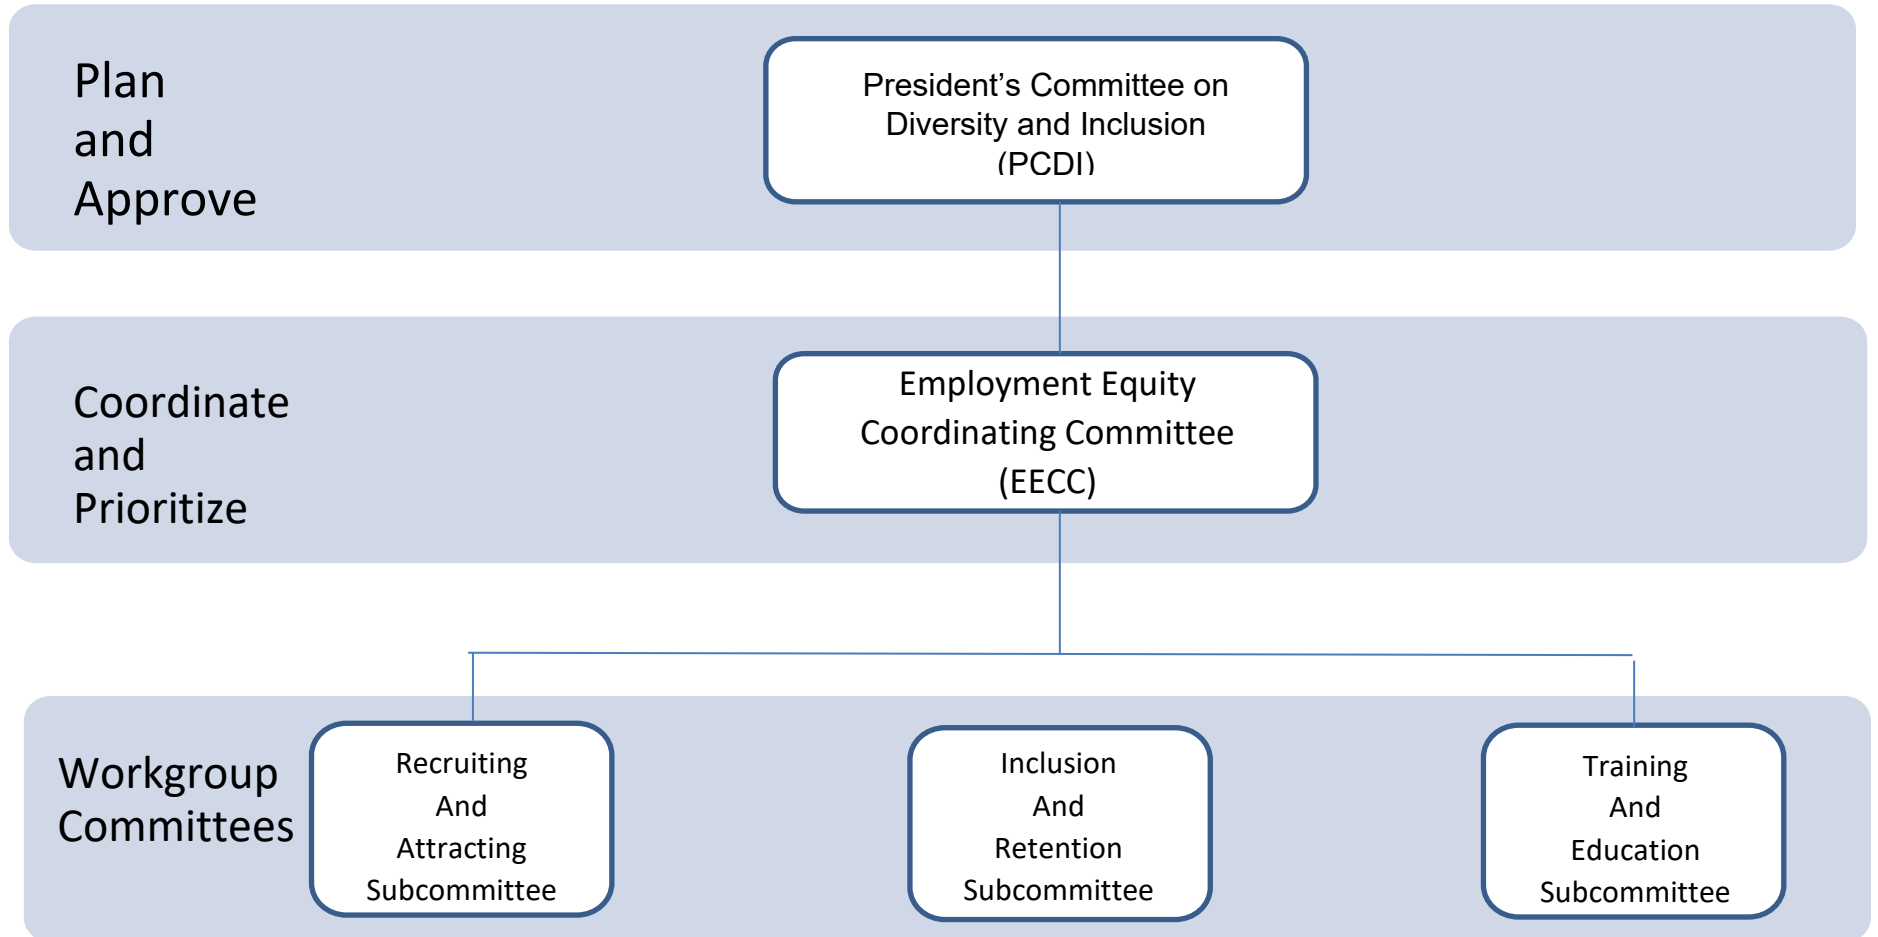 Plan
and
Approve
President’s Committee on
Diversity and Inclusion
(PCDI)
Coordinate
and
Prioritize
Employment Equity
Coordinating Committee
(EECC)
Workgroup
Committees
Recruiting
And
Attracting
Subcommittee
Inclusion
And
Retention
Subcommittee
Training
And
Education
Subcommittee